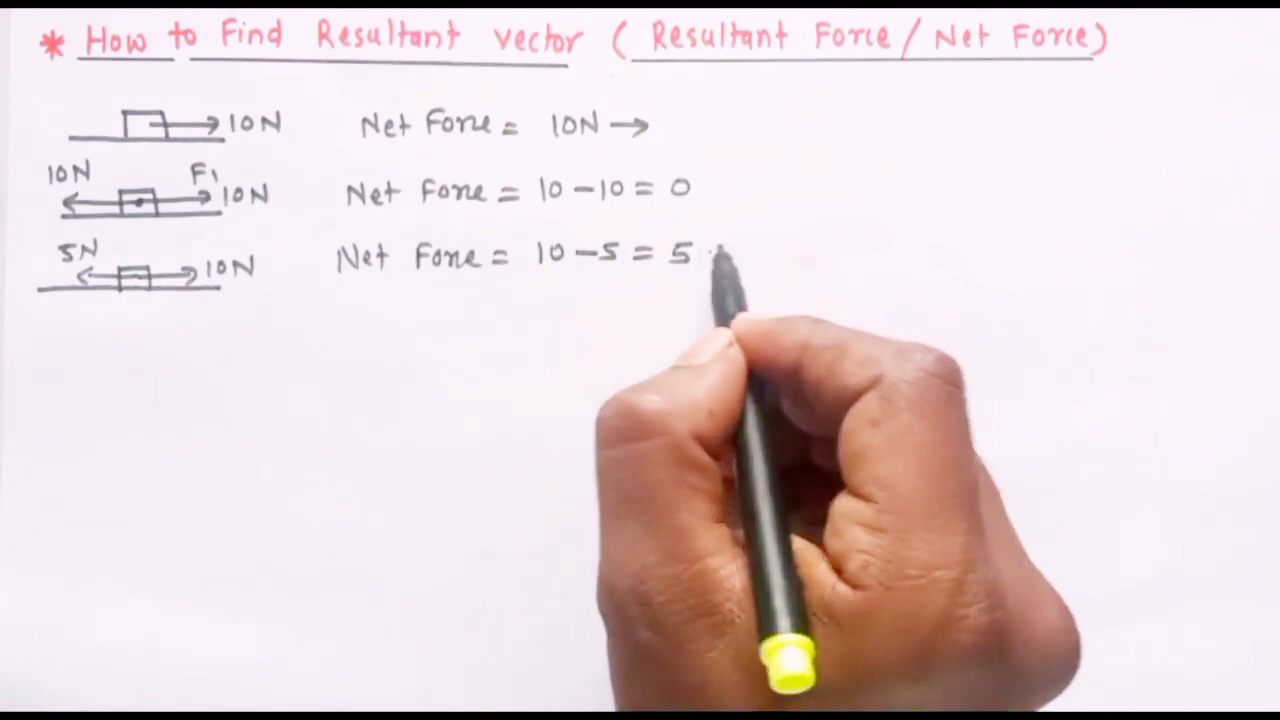 * How to Find Resultant Vector (Resultant Force / Net Force)
10N Net Force = 10N →
10N F1 10N Net Force = 10 - 10 = 0
5N 10N Net Force = 10 - 5 = 5